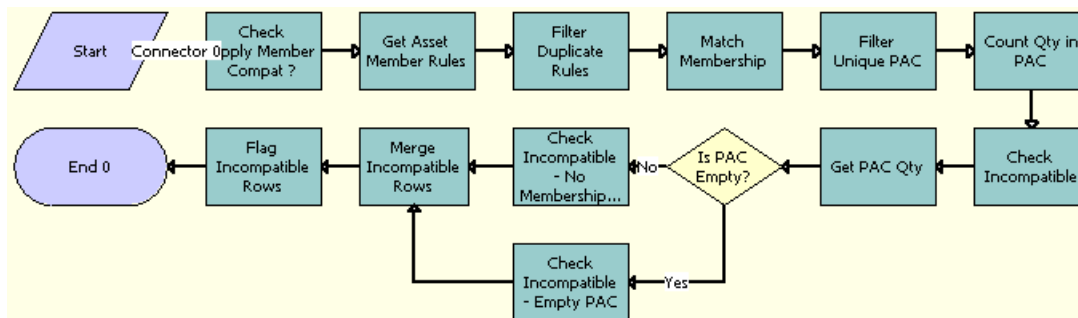 Start
Connector 0
Check
pply Member
Compat ?
Get Asset
Member Rules
Filter
Duplicate
Rules
Match
Membership
Filter
Unique PAC
Count Qty in
PAC
End 0
Flag
Incompatible
Rows
Merge
Incompatible
Rows
Check
Incompatible
- No
Membership...
No
Is PAC
Empty?
Get PAC Qty
Check
Incompatible
Check
Incompatible
- Empty PAC
Yes